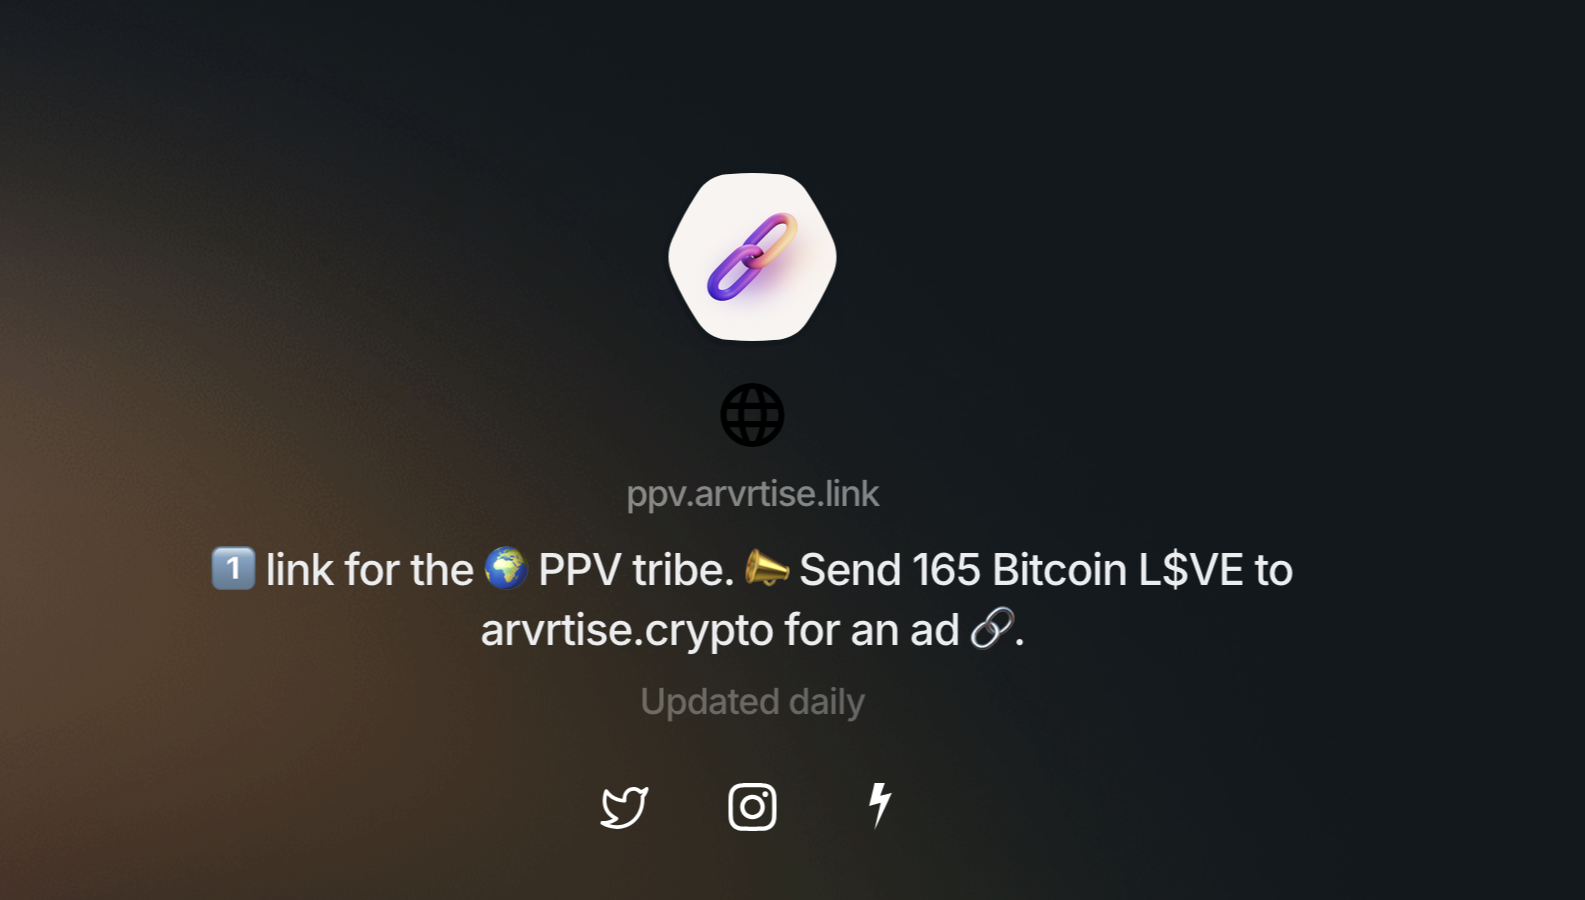 ppv.arvrtise.link
1️⃣ link for the 🌍 PPV tribe. 📣 Send 165 Bitcoin L$VE to
arvrtise.crypto for an ad 🔗.
Updated daily